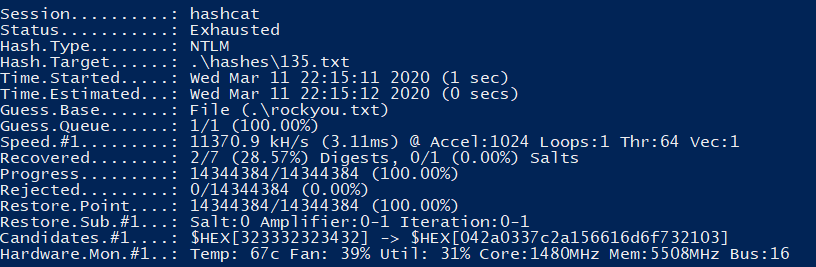 Session..........: hashcat
Status...........: Exhausted
Hash.Type........: NTLM
Hash.Target......: .\hashes\135.txt
Time.Started.....: Wed Mar 11 22:15:11 2020 (1 sec)
Time.Estimated...: Wed Mar 11 22:15:12 2020 (0 secs)
Guess.Base.......: File (.\rockyou.txt)
Guess.Queue......: 1/1 (100.00%)
Speed.#1.........: 11370.9 kH/s (3.11ms) @ Accel:1024 Loops:1 Thr:64 Vec:1
Recovered........: 2/7 (28.57%) Digests, 0/1 (0.00%) Salts
Progress.........: 14344384/14344384 (100.00%)
Rejected.........: 0/14344384 (0.00%)
Restore.Point....: 14344384/14344384 (100.00%)
Restore.Sub.#1...: Salt:0 Amplifier:0-1 Iteration:0-1
Candidates.#1....: $HEX[323332323432] -> $HEX[042a0337c2a156616d6f732103]
Hardware.Mon.#1..: Temp: 67c Fan: 39% Util: 31% Core:1480MHz Mem:5508MHz Bus:16